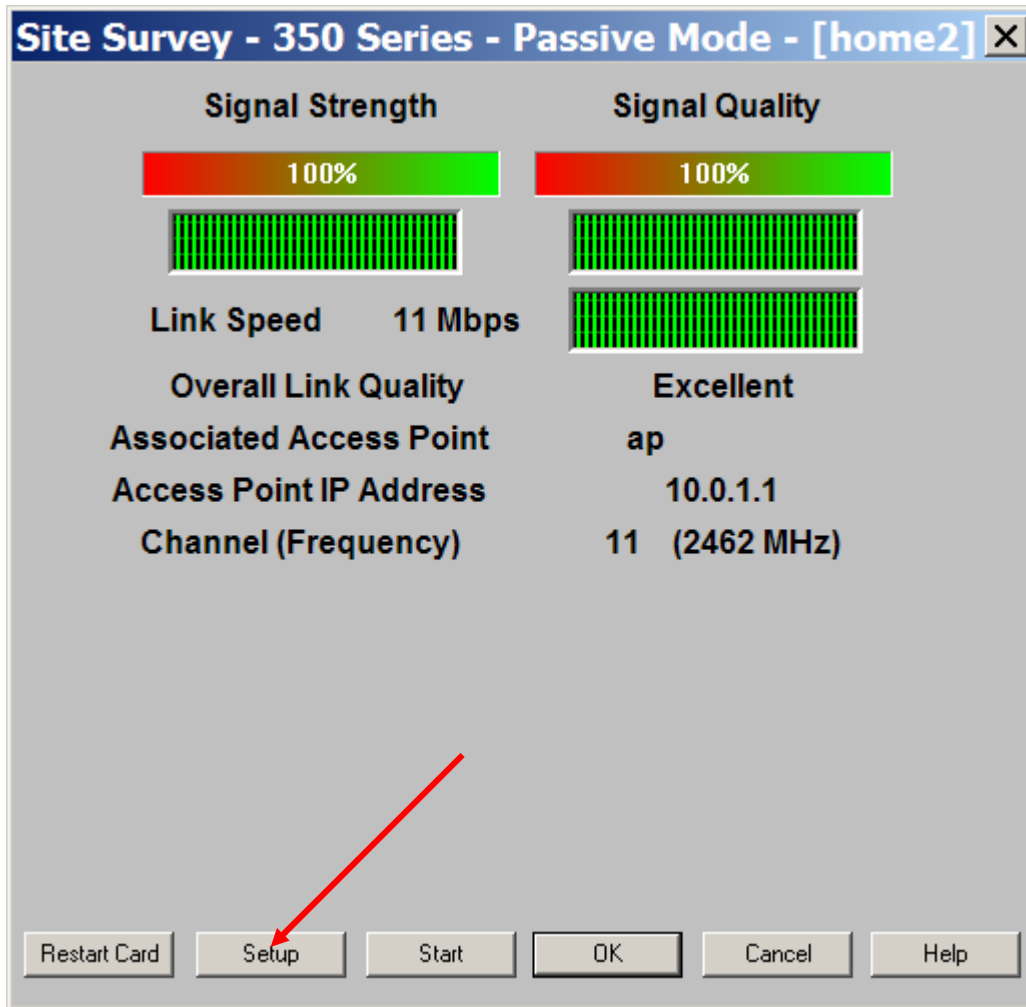 Site Survey - 350 Series - Passive Mode - [home2]
Signal Strength Signal Quality
100% 100%
Link Speed 11 Mbps
Overall Link Quality Excellent
Associated Access Point ap
Access Point IP Address 10.0.1.1
Channel (Frequency) 11 (2462 MHz)
Restart Card Setup Start OK Cancel Help